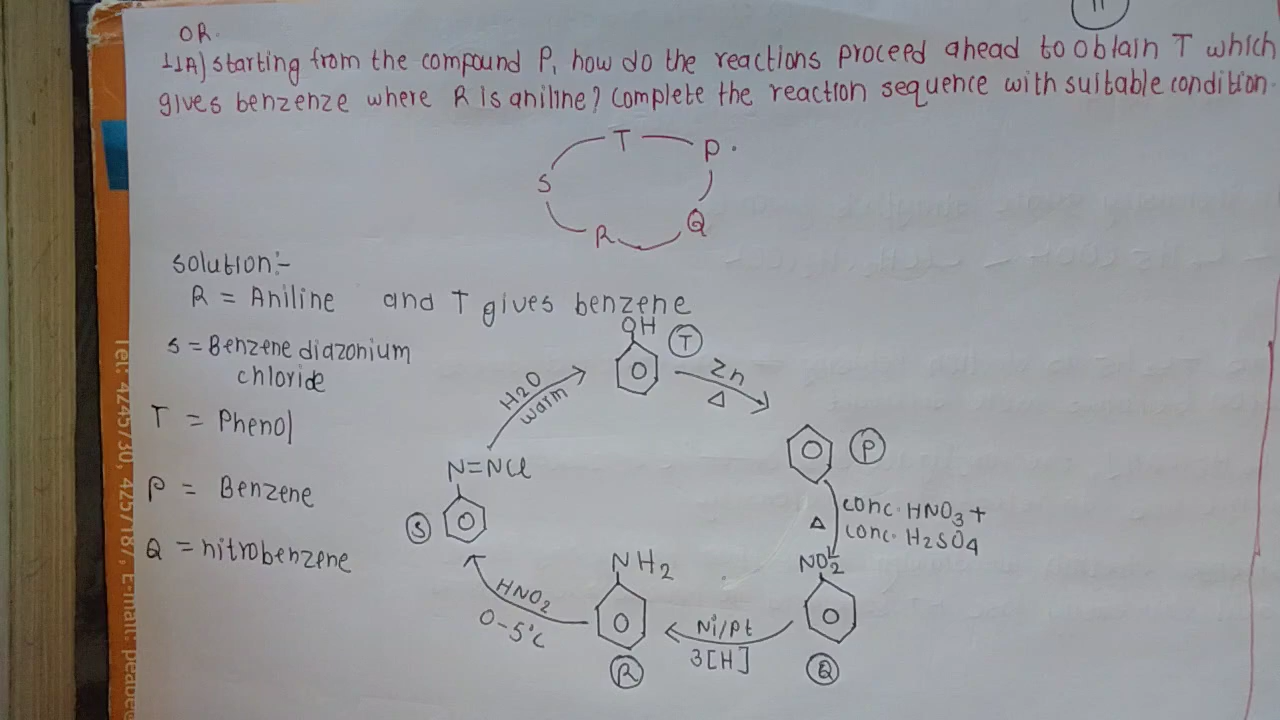 11
OR.
11A) starting from the compound P, how do the reactions proceed ahead to obtain T which
gives benzenze where R is aniline? complete the reaction sequence with suitable condition.
T
P.
S
Q
R
solution:-
R = Aniline and T gives benzene
S = Benzene diazonium
chloride
T = Phenol
P = Benzene
Q = nitrobenzene
OH
T
Zn
Δ
H2O
warm
P
N=NCl
S
conc. HNO3 +
Δ
conc. H2SO4
NO2
NH2
HNO2
0-5°C
Ni/pt
3[H]
R
Q
Tel: 4245730, 4257187, E-mail: